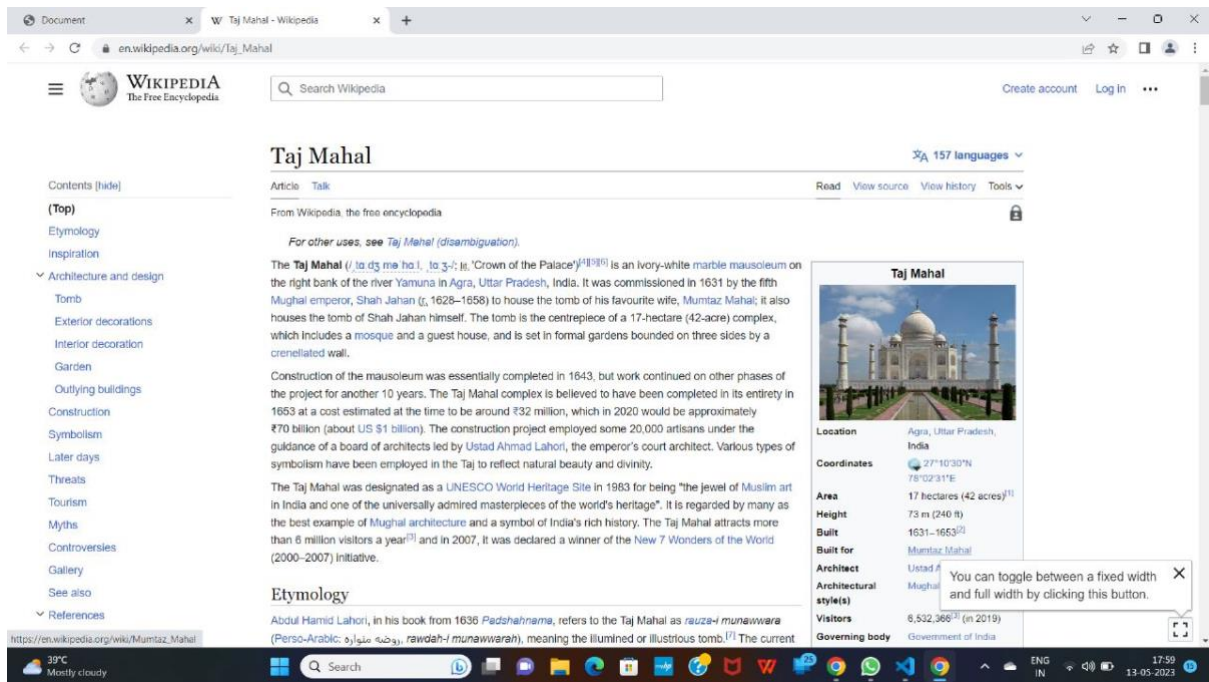 Document
Taj Mahal - Wikipedia
en.wikipedia.org/wiki/Taj_Mahal
WIKIPEDIA
The Free Encyclopedia
Search Wikipedia
Create account Log in
Taj Mahal
157 languages
Contents [hide]
(Top)
Etymology
Inspiration
Architecture and design
Tomb
Exterior decorations
Interior decoration
Garden
Outlying buildings
Construction
Symbolism
Later days
Threats
Tourism
Myths
Controversies
Gallery
See also
References
Article Talk
Read View source View history Tools
From Wikipedia, the free encyclopedia
For other uses, see Taj Mahal (disambiguation).
The Taj Mahal 'Crown of the Palace')[4][5][6] is an ivory-white marble mausoleum on
the right bank of the river Yamuna in Agra, Uttar Pradesh, India. It was commissioned in 1631 by the fifth
Mughal emperor, Shah Jahan (r. 1628–1658) to house the tomb of his favourite wife, Mumtaz Mahal; it also
houses the tomb of Shah Jahan himself. The tomb is the centrepiece of a 17-hectare (42-acre) complex,
which includes a mosque and a guest house, and is set in formal gardens bounded on three sides by a
crenellated wall.
Construction of the mausoleum was essentially completed in 1643, but work continued on other phases of
the project for another 10 years. The Taj Mahal complex is believed to have been completed in its entirety in
1653 at a cost estimated at the time to be around ₹32 million, which in 2020 would be approximately
₹70 billion (about US $1 billion). The construction project employed some 20,000 artisans under the
guidance of a board of architects led by Ustad Ahmad Lahori, the emperor's court architect. Various types of
symbolism have been employed in the Taj to reflect natural beauty and divinity.
The Taj Mahal was designated as a UNESCO World Heritage Site in 1983 for being "the jewel of Muslim art
in India and one of the universally admired masterpieces of the world's heritage". It is regarded by many as
the best example of Mughal architecture and a symbol of India's rich history. The Taj Mahal attracts more
than 6 million visitors a year[3] and in 2007, it was declared a winner of the New 7 Wonders of the World
(2000–2007) initiative.
Etymology
Abdul Hamid Lahori, in his book from 1636 Padshahnama, refers to the Taj Mahal as rauza-i munawwara
(Perso-Arabic: روضه منواره, rawdah-i munawwarah), meaning the illumined or illustrious tomb.[7] The current
Taj Mahal
Location Agra, Uttar Pradesh,
India
Coordinates 27°10′30″N
78°02′31″E
Area 17 hectares (42 acres)[1]
Height 73 m (240 ft)
Built 1631–1653[2]
Built for Mumtaz Mahal
Architect Ustad
Architectural Mughal
style(s)
Visitors 6,532,366[3] (in 2019)
Governing body Government of India
You can toggle between a fixed width
and full width by clicking this button.
https://en.wikipedia.org/wiki/Mumtaz_Mahal
39°C
Mostly cloudy
Search
25
ENG
IN
17:59
13-05-2023